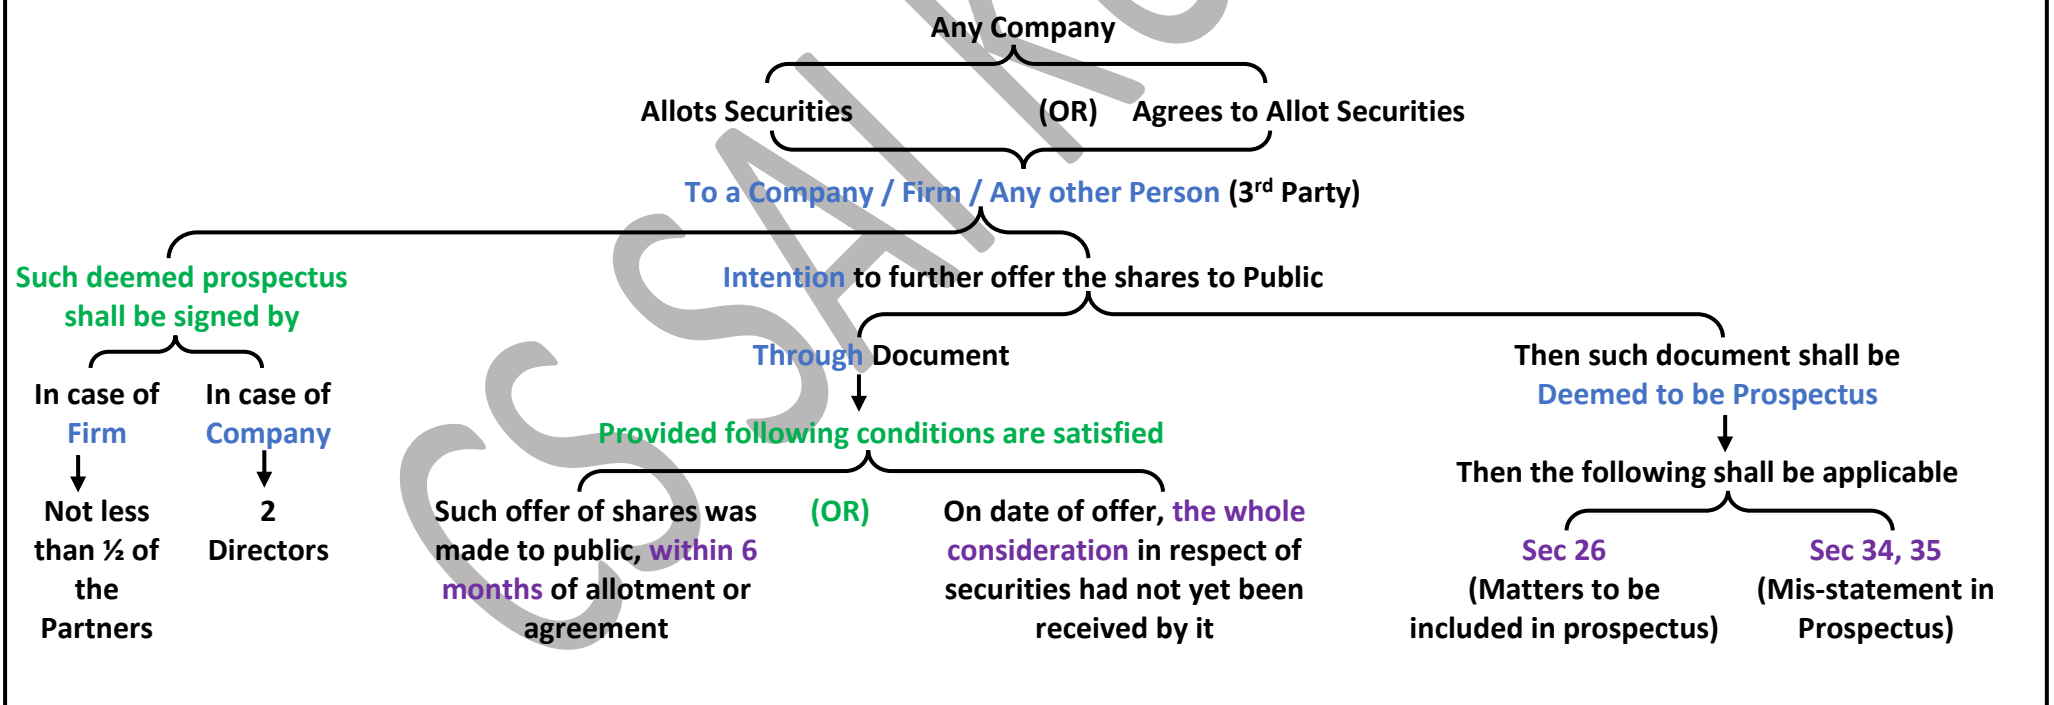 Any Company
Allots Securities (OR) Agrees to Allot Securities
To a Company / Firm / Any other Person (3rd Party)
Such deemed prospectus
shall be signed by
In case of
Firm
Not less
than ½ of
the
Partners
In case of
Company
2
Directors
Intention to further offer the shares to Public
Through Document
Provided following conditions are satisfied
Such offer of shares was
made to public, within 6
months of allotment or
agreement
(OR)
On date of offer, the whole
consideration in respect of
securities had not yet been
received by it
Then such document shall be
Deemed to be Prospectus
Then the following shall be applicable
Sec 26
(Matters to be
included in prospectus)
Sec 34, 35
(Mis-statement in
Prospectus)
CS SAI